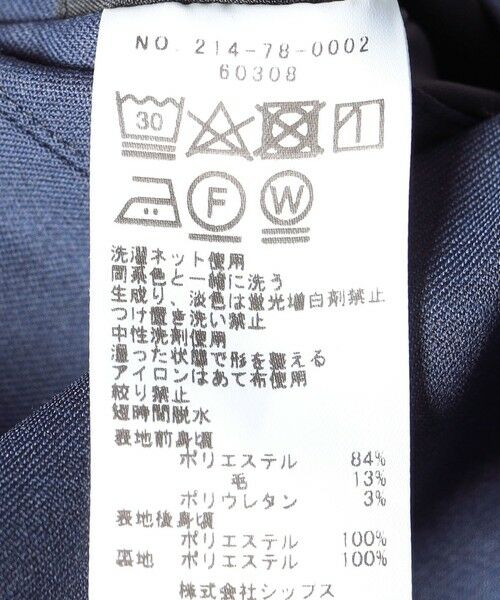 NO. 214-78-0002
60308
30
F W
洗濯ネット使用
同系色と一緒に洗う
生成り、淡色は蛍光増白剤禁止
つけ置き洗い禁止
中性洗剤使用
湿った状態で形を整える
アイロンはあて布使用
絞り禁止
短時間脱水
表地前身頃
ポリエステル 84%
毛 13%
ポリウレタン 3%
表地後身頃
ポリエステル 100%
裏地 ポリエステル 100%
株式会社シップス